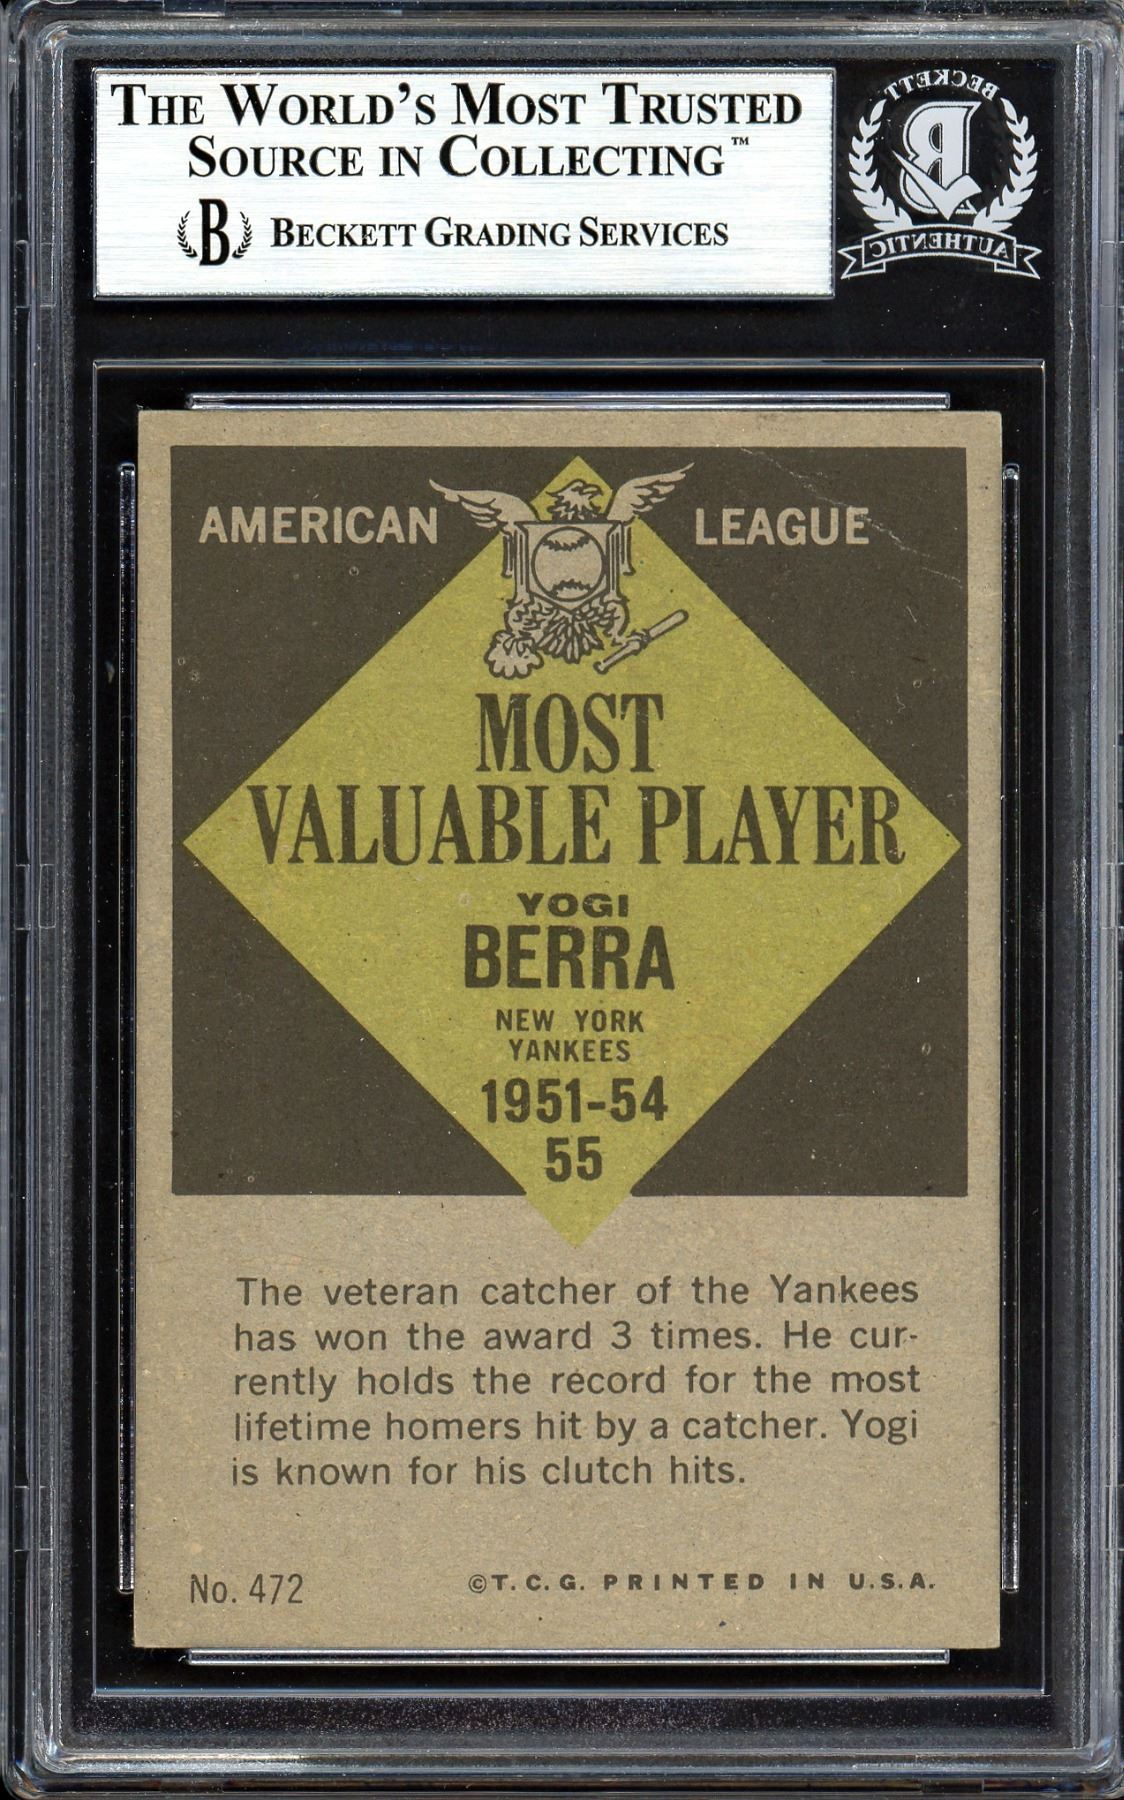 THE WORLD'S MOST TRUSTED
SOURCE IN COLLECTING™
B BECKETT GRADING SERVICES
BECKETT
B
AUTHENTIC
AMERICAN LEAGUE
MOST
VALUABLE PLAYER
YOGI
BERRA
NEW YORK
YANKEES
1951-54
55
The veteran catcher of the Yankees
has won the award 3 times. He cur-
rently holds the record for the most
lifetime homers hit by a catcher. Yogi
is known for his clutch hits.
No. 472
©T.C.G. PRINTED IN U.S.A.